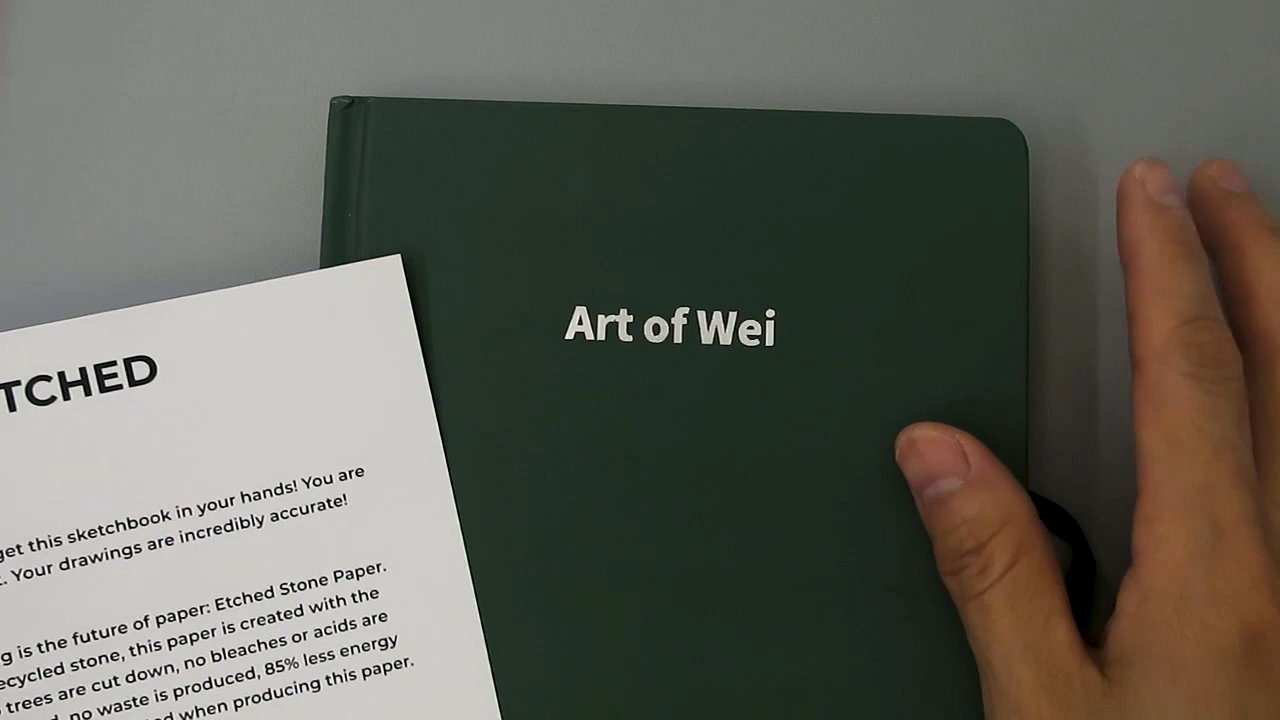 Art of Wei
TCHED
get this sketchbook in your hands! You are
. Your drawings are incredibly accurate!
g is the future of paper: Etched Stone Paper.
ecycled stone, this paper is created with the
trees are cut down, no bleaches or acids are
no waste is produced, 85% less energy
when producing this paper.